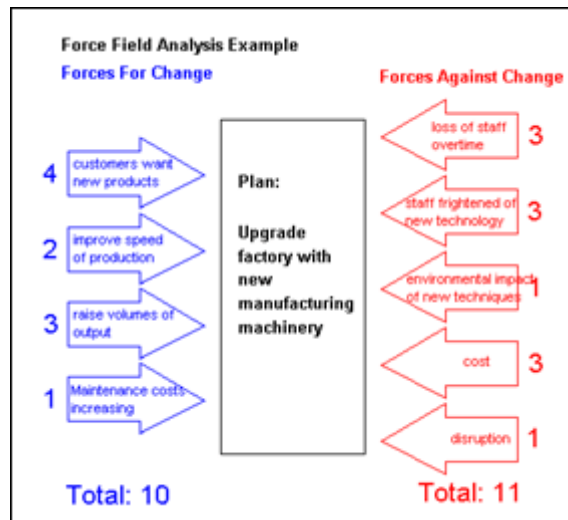 Force Field Analysis Example
Forces For Change
Forces Against Change
4
customers want
new products
2
improve speed
of production
3
raise volumes of
output
1
Maintenance costs
increasing
Total: 10
Plan:
Upgrade
factory with
new
manufacturing
machinery
loss of staff
overtime
3
staff frightened of
new technology
3
environmental impact
of new techniques
1
cost
3
disruption
1
Total: 11